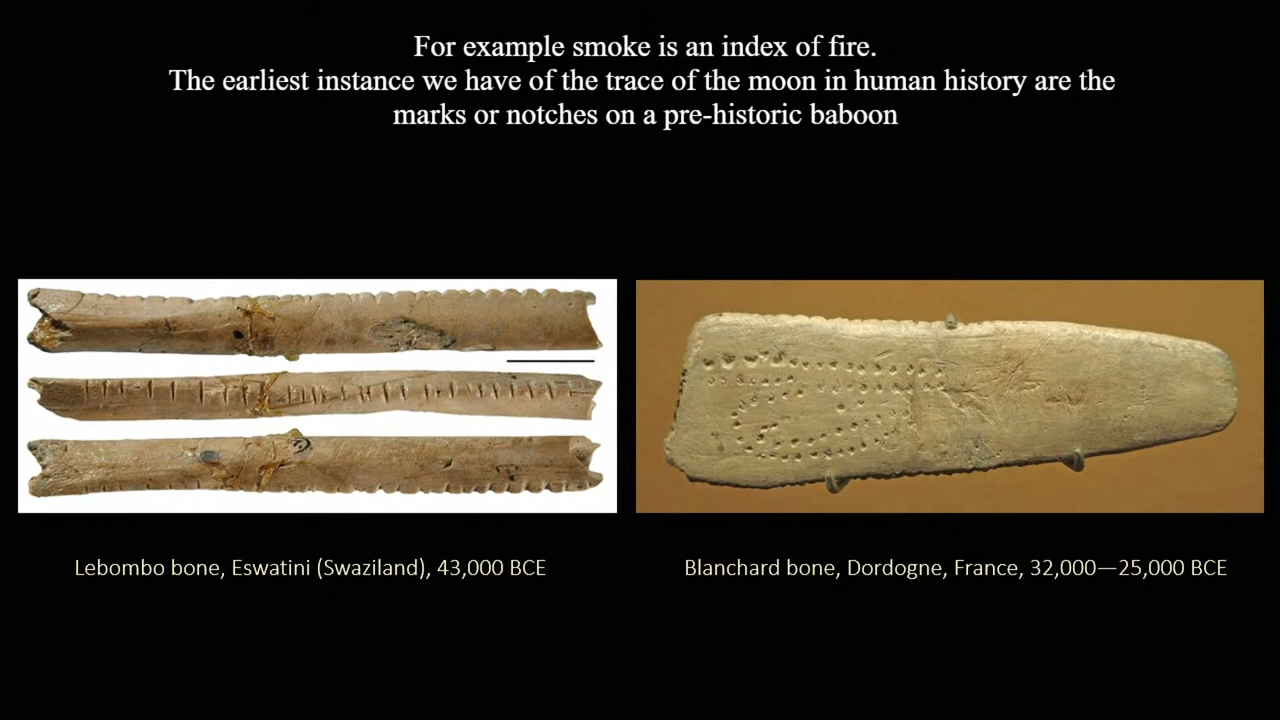 For example smoke is an index of fire.
The earliest instance we have of the trace of the moon in human history are the
marks or notches on a pre-historic baboon
Lebombo bone, Eswatini (Swaziland), 43,000 BCE
Blanchard bone, Dordogne, France, 32,000—25,000 BCE